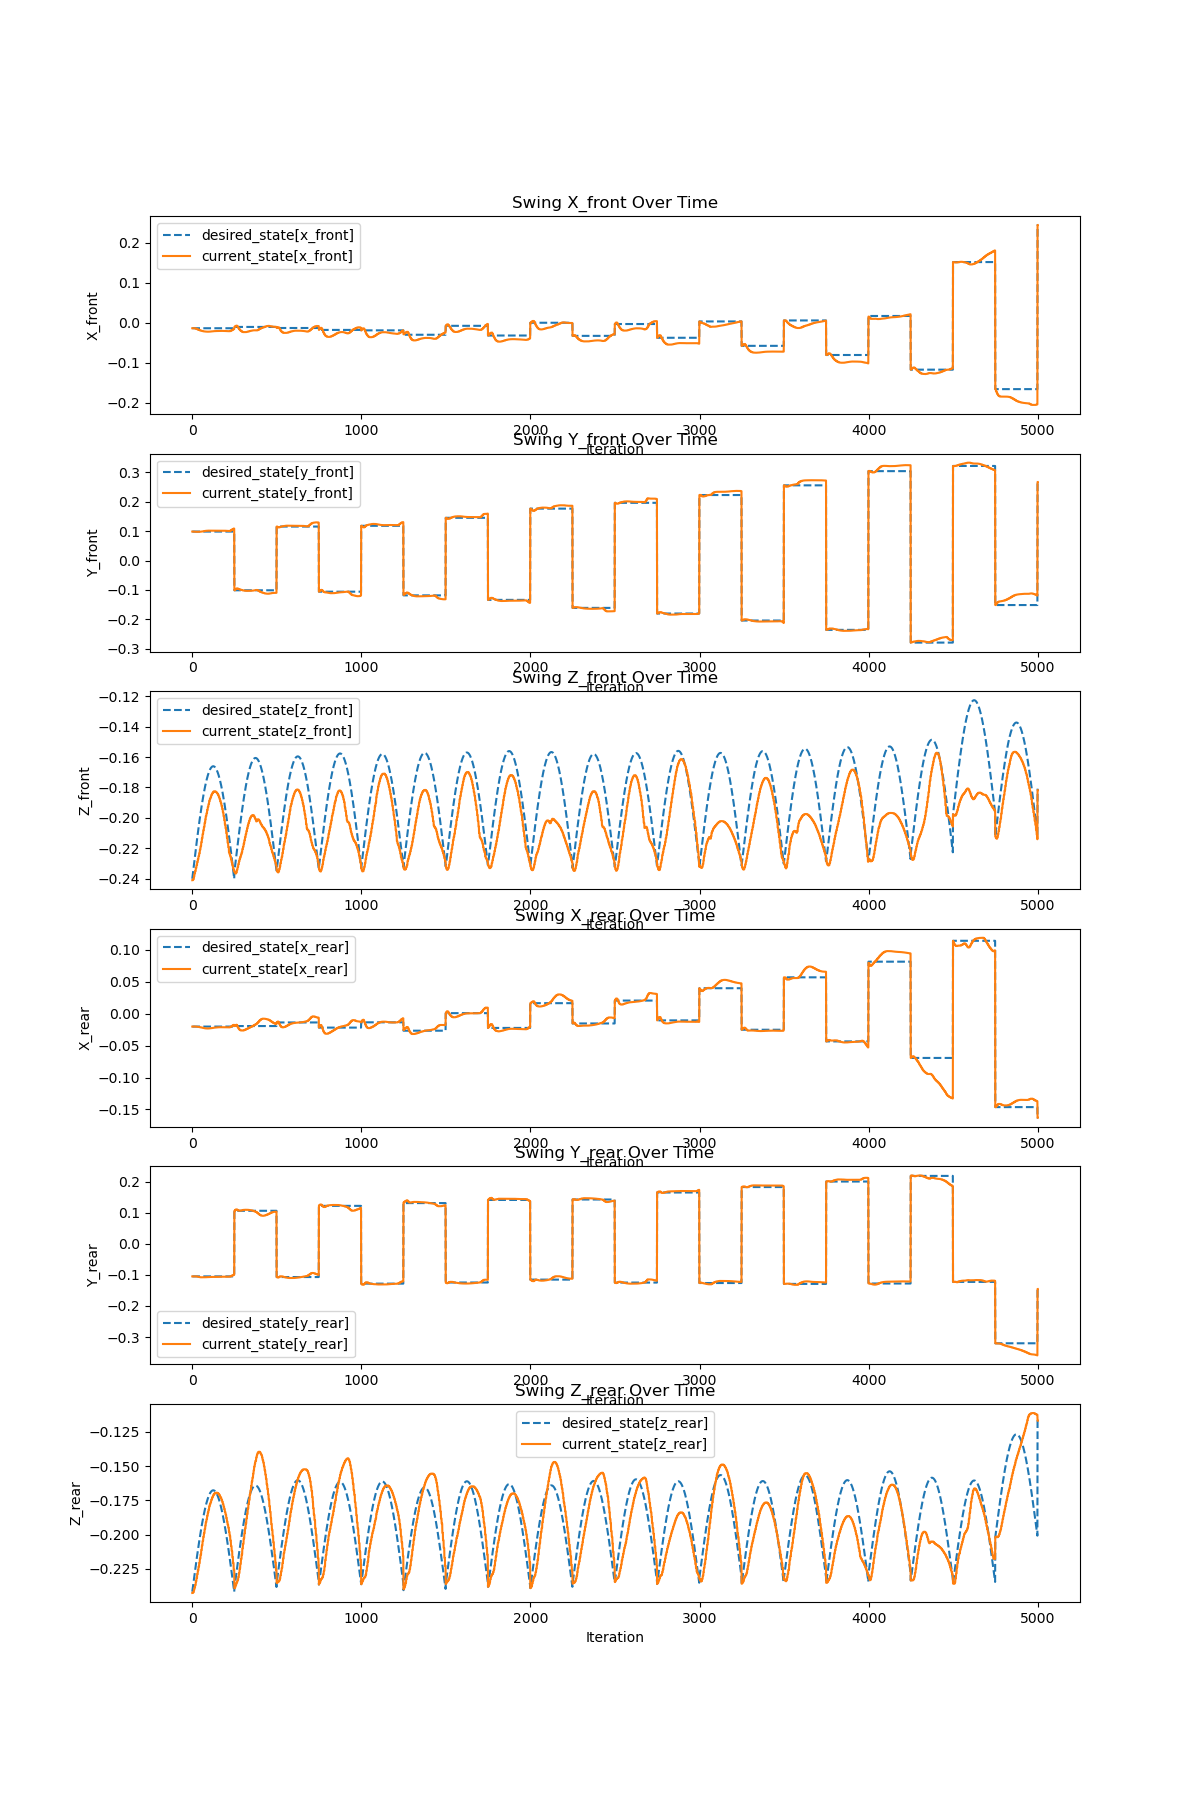 Swing X_front Over Time
desired_state[x_front]
current_state[x_front]
X_front
0.2
0.1
0.0
−0.1
−0.2
0 1000 2000 3000 4000 5000
Iteration
Swing Y_front Over Time
desired_state[y_front]
current_state[y_front]
Y_front
0.3
0.2
0.1
0.0
−0.1
−0.2
−0.3
0 1000 2000 3000 4000 5000
Iteration
Swing Z_front Over Time
desired_state[z_front]
current_state[z_front]
Z_front
−0.12
−0.14
−0.16
−0.18
−0.20
−0.22
−0.24
0 1000 2000 3000 4000 5000
Iteration
Swing X_rear Over Time
desired_state[x_rear]
current_state[x_rear]
X_rear
0.10
0.05
0.00
−0.05
−0.10
−0.15
0 1000 2000 3000 4000 5000
Iteration
Swing Y_rear Over Time
desired_state[y_rear]
current_state[y_rear]
Y_rear
0.2
0.1
0.0
−0.1
−0.2
−0.3
0 1000 2000 3000 4000 5000
Iteration
Swing Z_rear Over Time
desired_state[z_rear]
current_state[z_rear]
Z_rear
−0.125
−0.150
−0.175
−0.200
−0.225
0 1000 2000 3000 4000 5000
Iteration